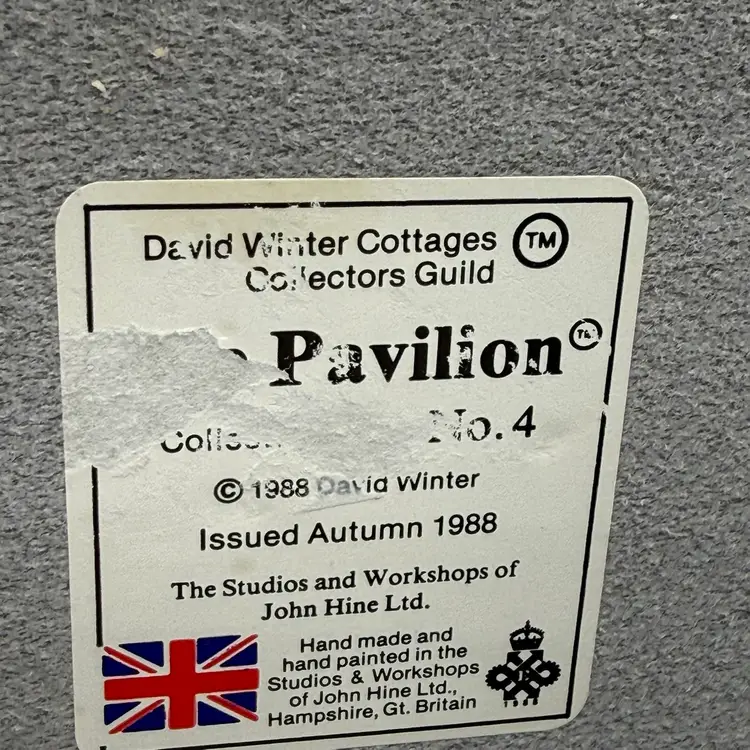 David Winter Cottages TM
Collectors Guild
Pavilion TM
No. 4
© 1988 David Winter
Issued Autumn 1988
The Studios and Workshops of
John Hine Ltd.
Hand made and
hand painted in the
Studios & Workshops
of John Hine Ltd.,
Hampshire, Gt. Britain